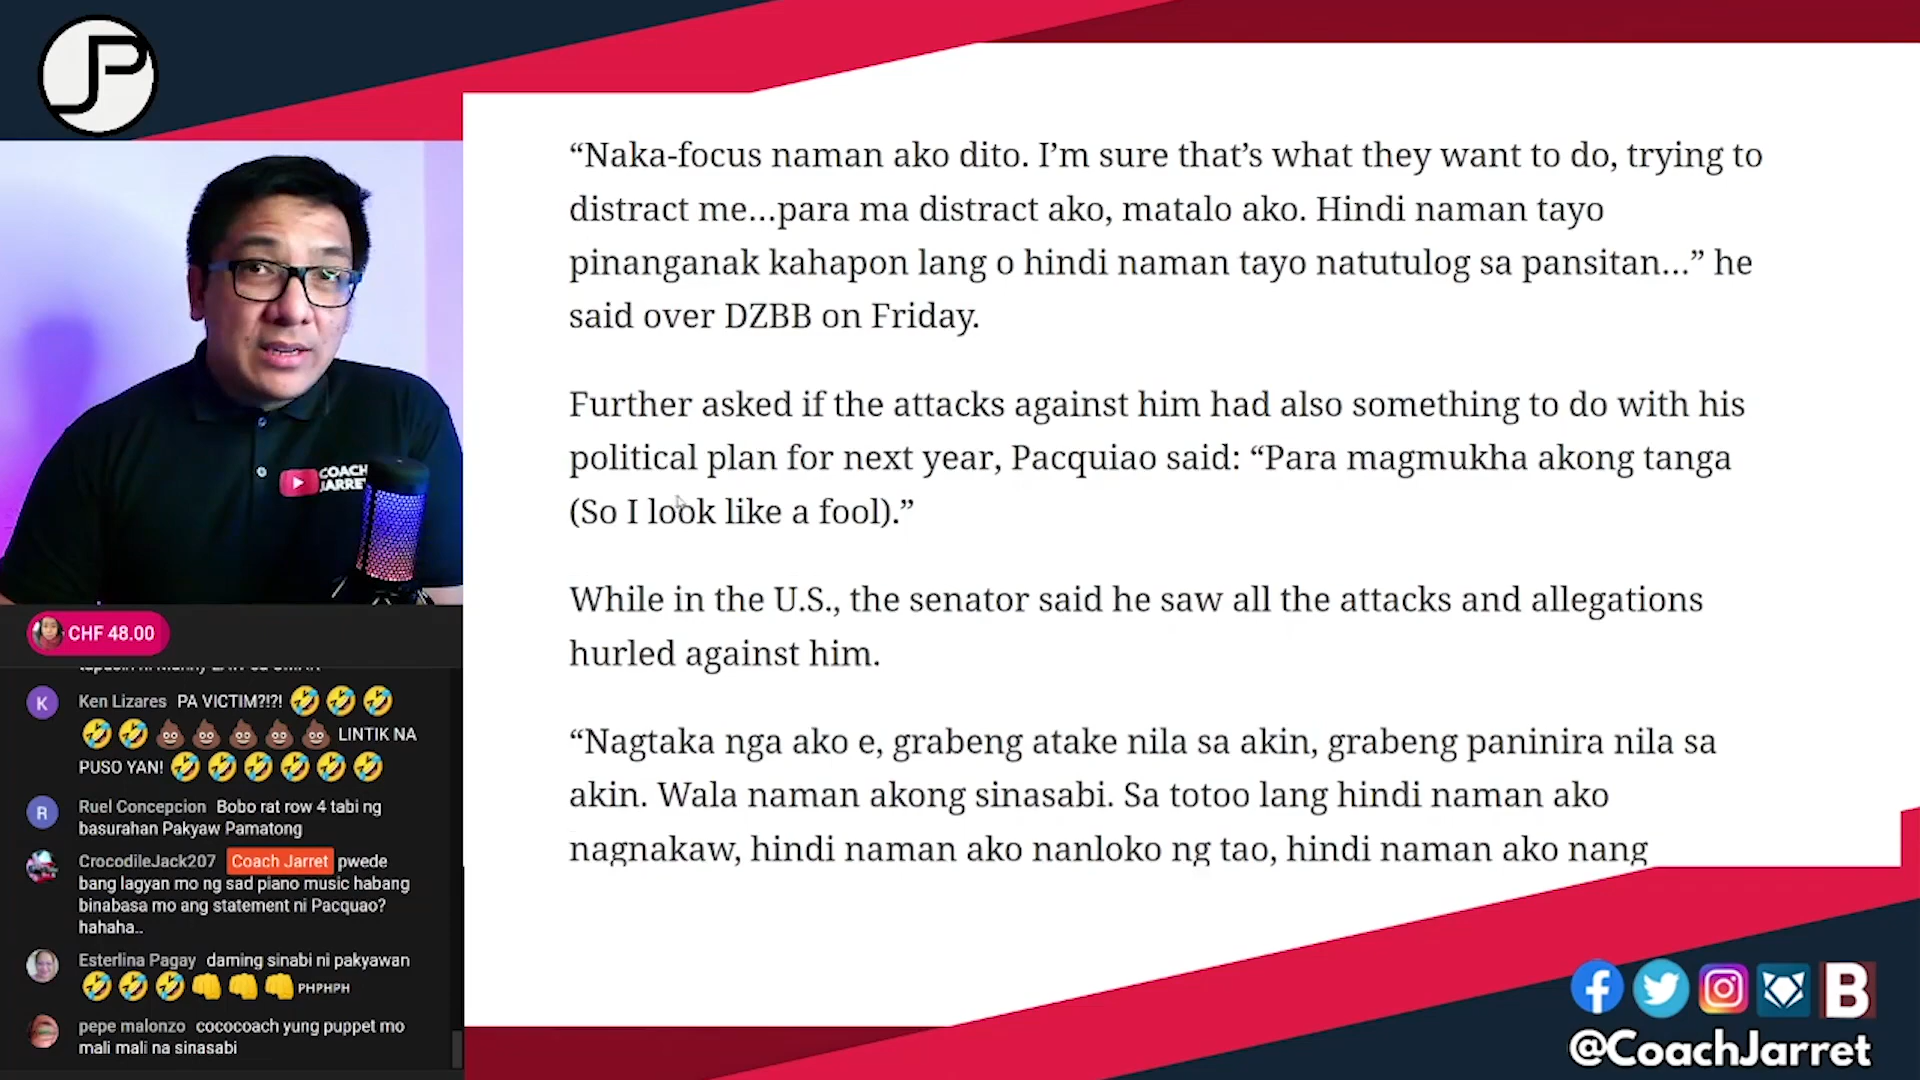 JP
“Naka-focus naman ako dito. I’m sure that’s what they want to do, trying to
distract me...para ma distract ako, matalo ako. Hindi naman tayo
pinanganak kahapon lang o hindi naman tayo natutulog sa pansitan...” he
said over DZBB on Friday.
Further asked if the attacks against him had also something to do with his
political plan for next year, Pacquiao said: “Para magmukha akong tanga
(So I look like a fool).”
While in the U.S., the senator said he saw all the attacks and allegations
hurled against him.
“Nagtaka nga ako e, grabeng atake nila sa akin, grabeng paninira nila sa
akin. Wala naman akong sinasabi. Sa totoo lang hindi naman ako
nagnakaw, hindi naman ako nanloko ng tao, hindi naman ako nang
COACH
JARRET
CHF 48.00
K
Ken Lizares PA VICTIM?!?! 🤣🤣🤣
🤣🤣💩💩💩💩💩 LINTIK NA
PUSO YAN! 🤣🤣🤣🤣🤣🤣
R
Ruel Concepcion Bobo rat row 4 tabi ng
basurahan Pakyaw Pamatong
CrocodileJack207 Coach Jarret pwede
bang lagyan mo ng sad piano music habang
binabasa mo ang statement ni Pacquao?
hahaha..
Esterlina Pagay daming sinabi ni pakyawan
🤣🤣🤣👊👊👊PHPHPH
pepe malonzo cococoach yung puppet mo
mali mali na sinasabi
B
@CoachJarret